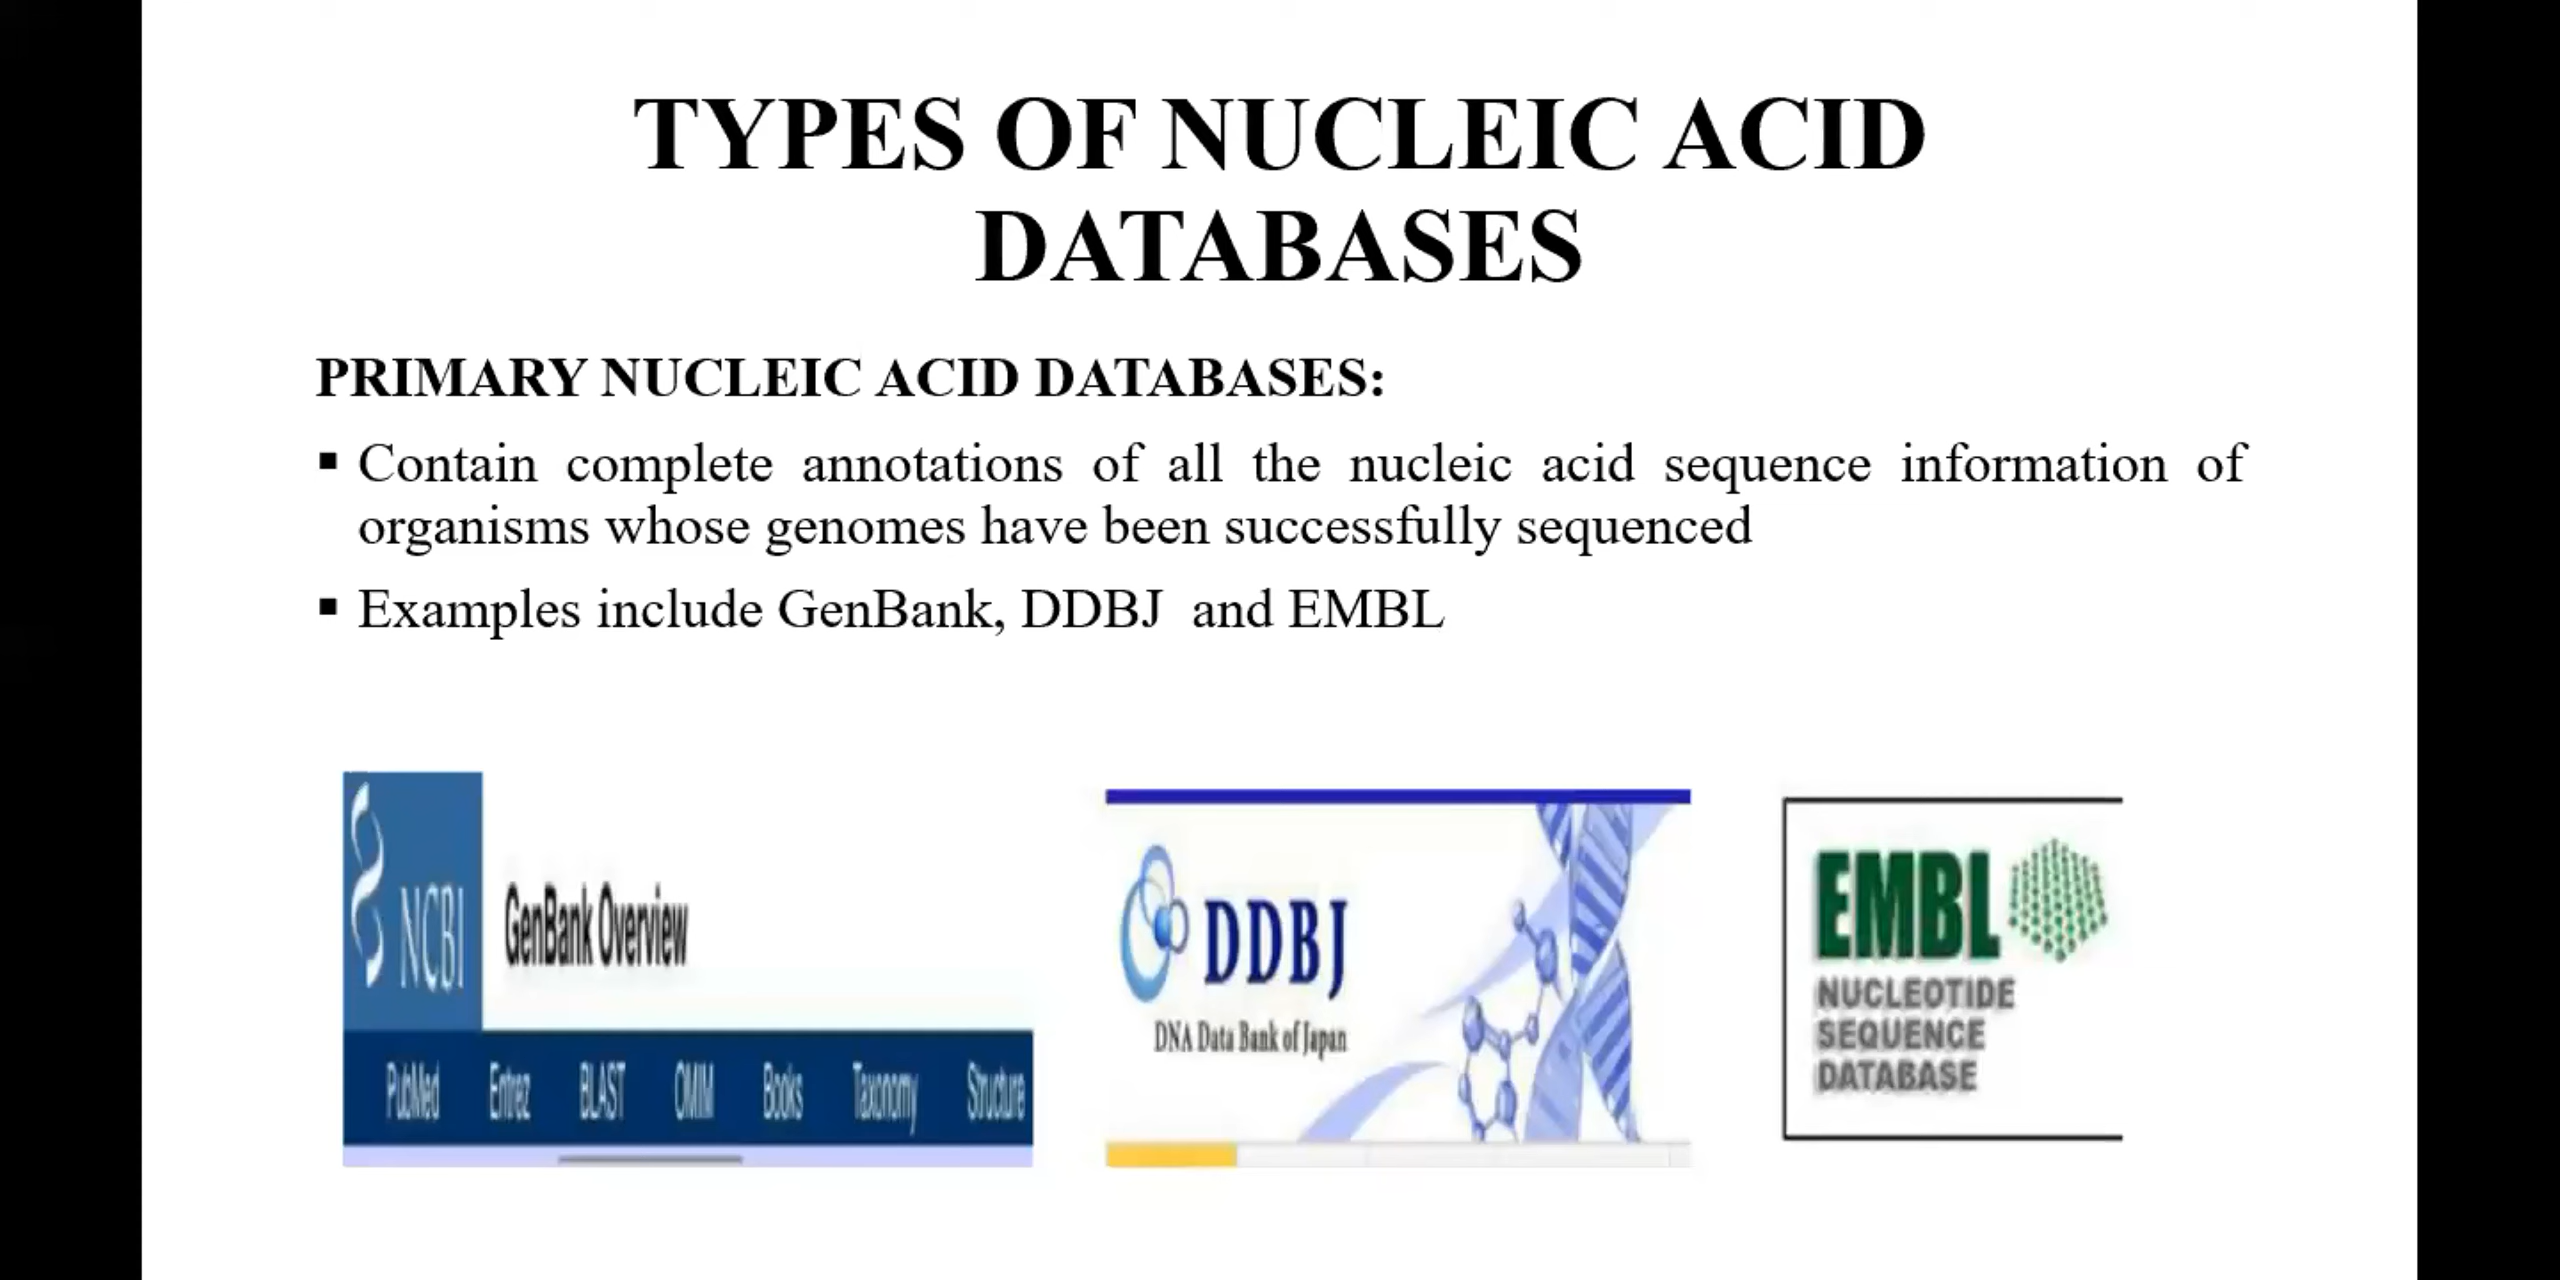 TYPES OF NUCLEIC ACID
DATABASES
PRIMARY NUCLEIC ACID DATABASES:
▪ Contain complete annotations of all the nucleic acid sequence information of
organisms whose genomes have been successfully sequenced
▪ Examples include GenBank, DDBJ and EMBL
NCBI
GenBank Overview
PubMed Entrez BLAST OMIM Books Taxonomy Structure
DDBJ
DNA Data Bank of Japan
EMBL
NUCLEOTIDE
SEQUENCE
DATABASE